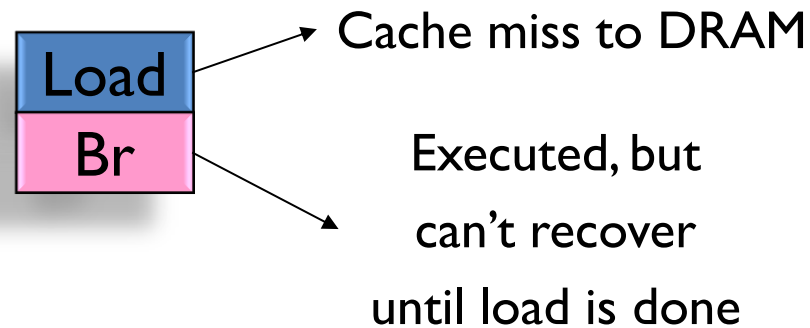 Load
Cache miss to DRAM
Br
Executed, but
can't recover
until load is done